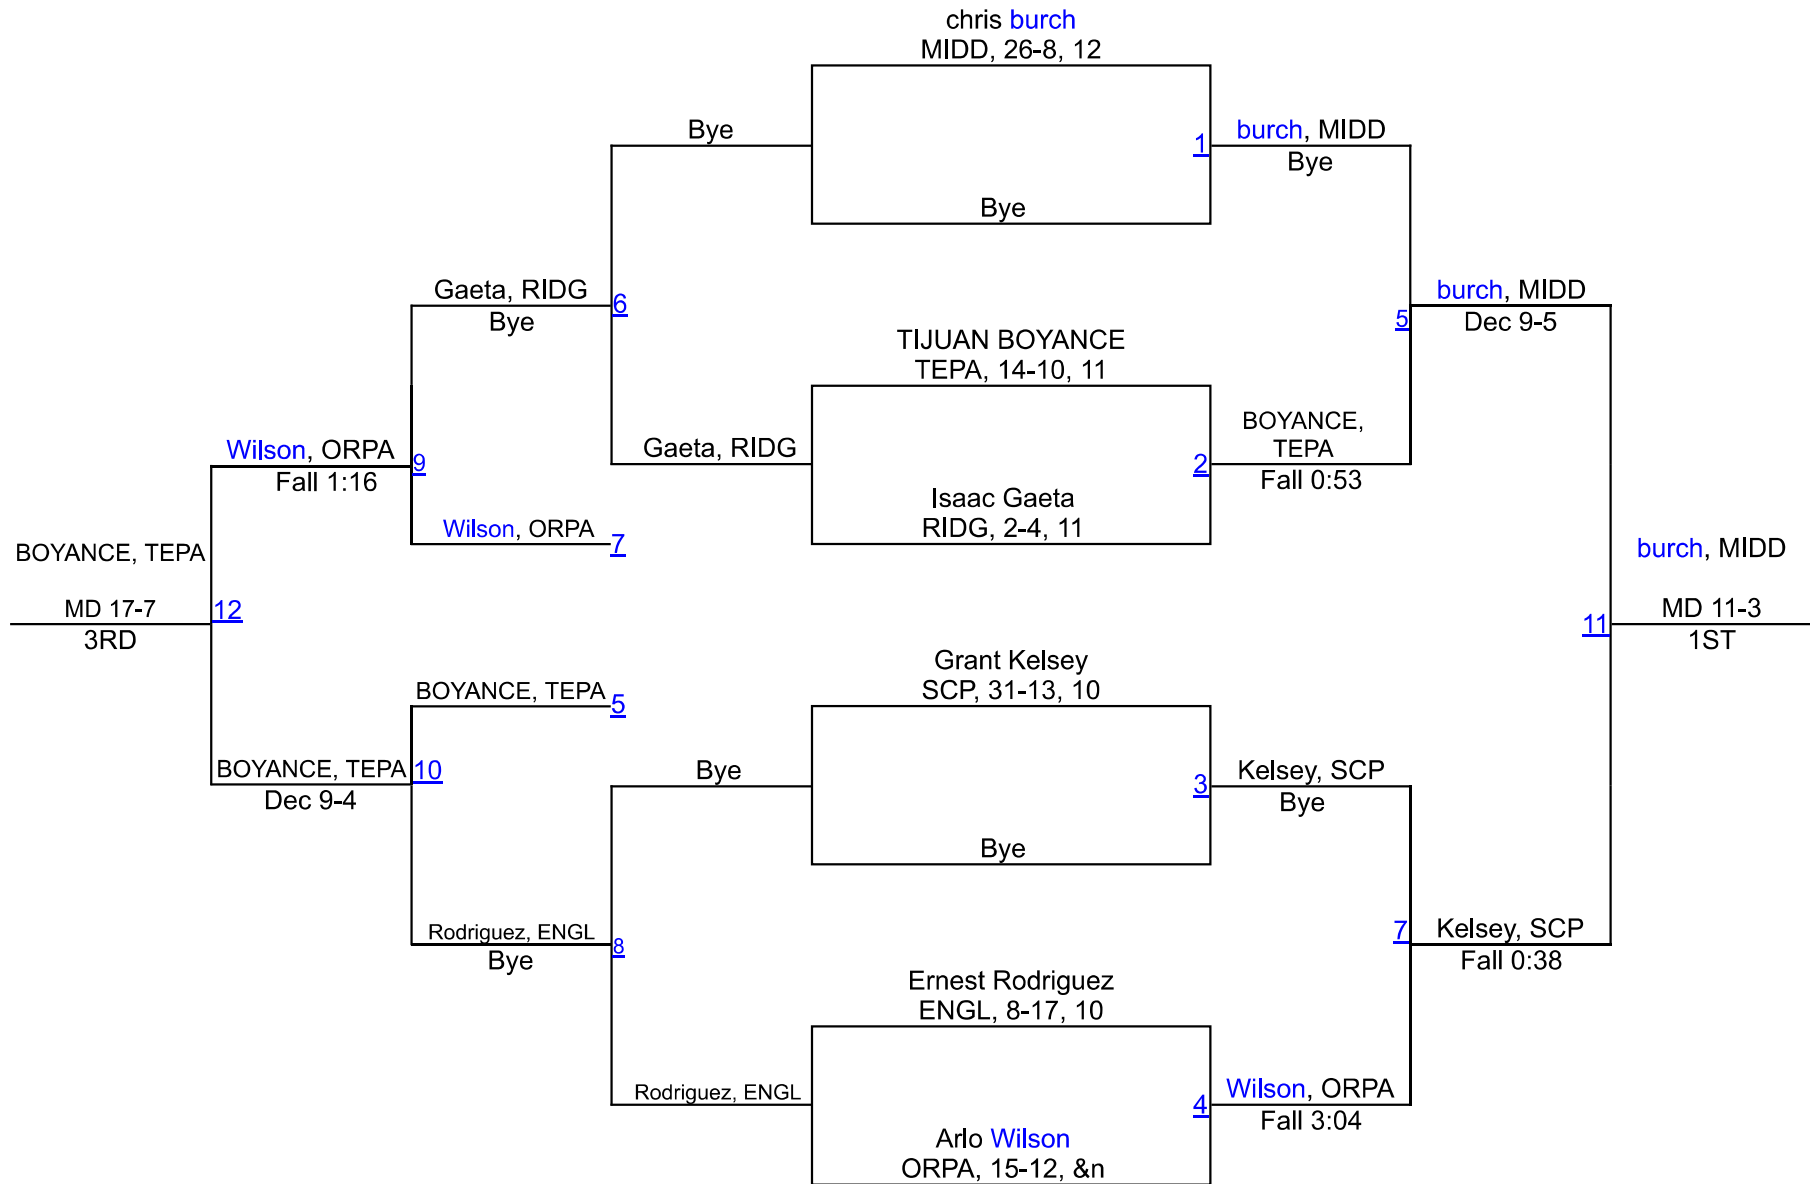 chris burch
MIDD, 26-8, 12
Bye
1
burch, MIDD
Bye
Bye
Gaeta, RIDG
Bye
6
burch, MIDD
Dec 9-5
5
TIJUAN BOYANCE
TEPA, 14-10, 11
Wilson, ORPA
Fall 1:16
9
Gaeta, RIDG
2
BOYANCE,
TEPA
Fall 0:53
Isaac Gaeta
RIDG, 2-4, 11
Wilson, ORPA
7
BOYANCE, TEPA
MD 17-7
3RD
12
burch, MIDD
MD 11-3
1ST
11
Grant Kelsey
SCP, 31-13, 10
BOYANCE, TEPA
5
BOYANCE, TEPA
Dec 9-4
10
Bye
3
Kelsey, SCP
Bye
Bye
Rodriguez, ENGL
Bye
8
7
Kelsey, SCP
Fall 0:38
Ernest Rodriguez
ENGL, 8-17, 10
Rodriguez, ENGL
4
Wilson, ORPA
Fall 3:04
Arlo Wilson
ORPA, 15-12, &n